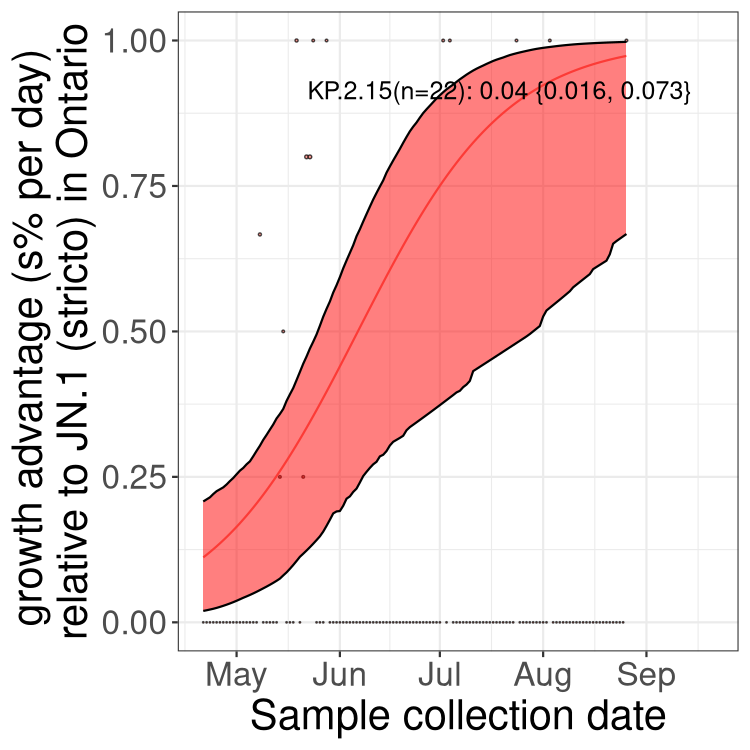 growth advantage (s% per day)
relative to JN.1 (stricto) in Ontario
1.00
0.75
0.50
0.25
0.00
KP.2.15(n=22): 0.04 {0.016, 0.073}
May Jun Jul Aug Sep
Sample collection date